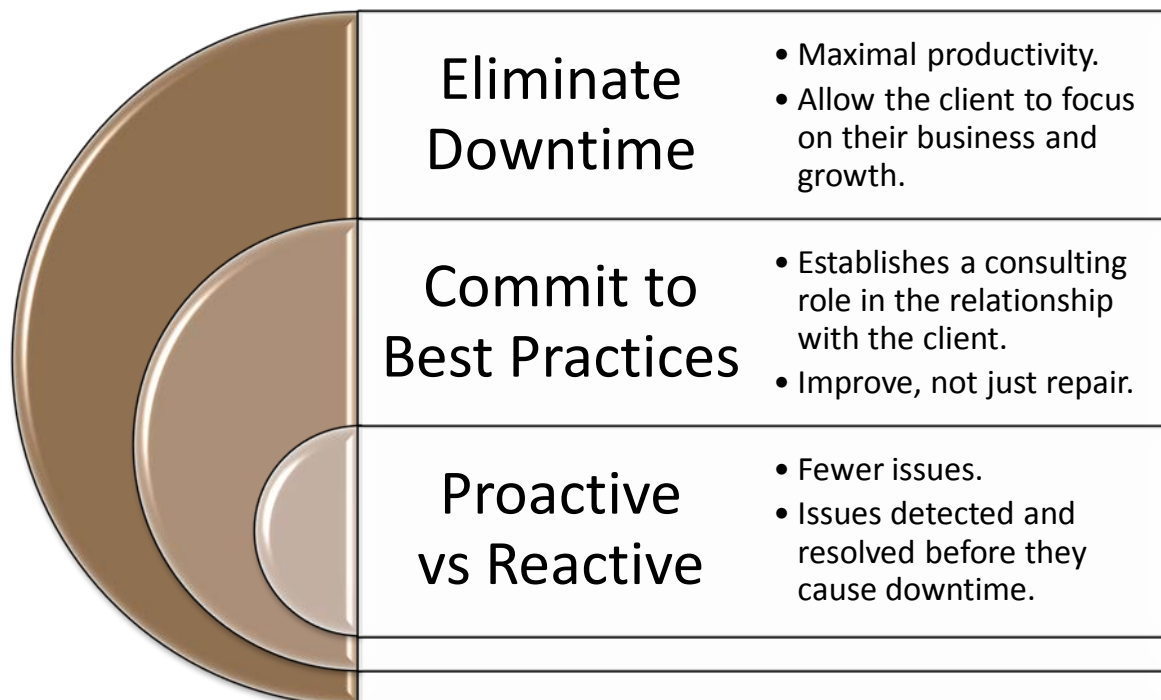 Eliminate
Downtime
• Maximal productivity.
• Allow the client to focus
on their business and
growth.
Commit to
Best Practices
• Establishes a consulting
role in the relationship
with the client.
• Improve, not just repair.
Proactive
vs Reactive
• Fewer issues.
• Issues detected and
resolved before they
cause downtime.